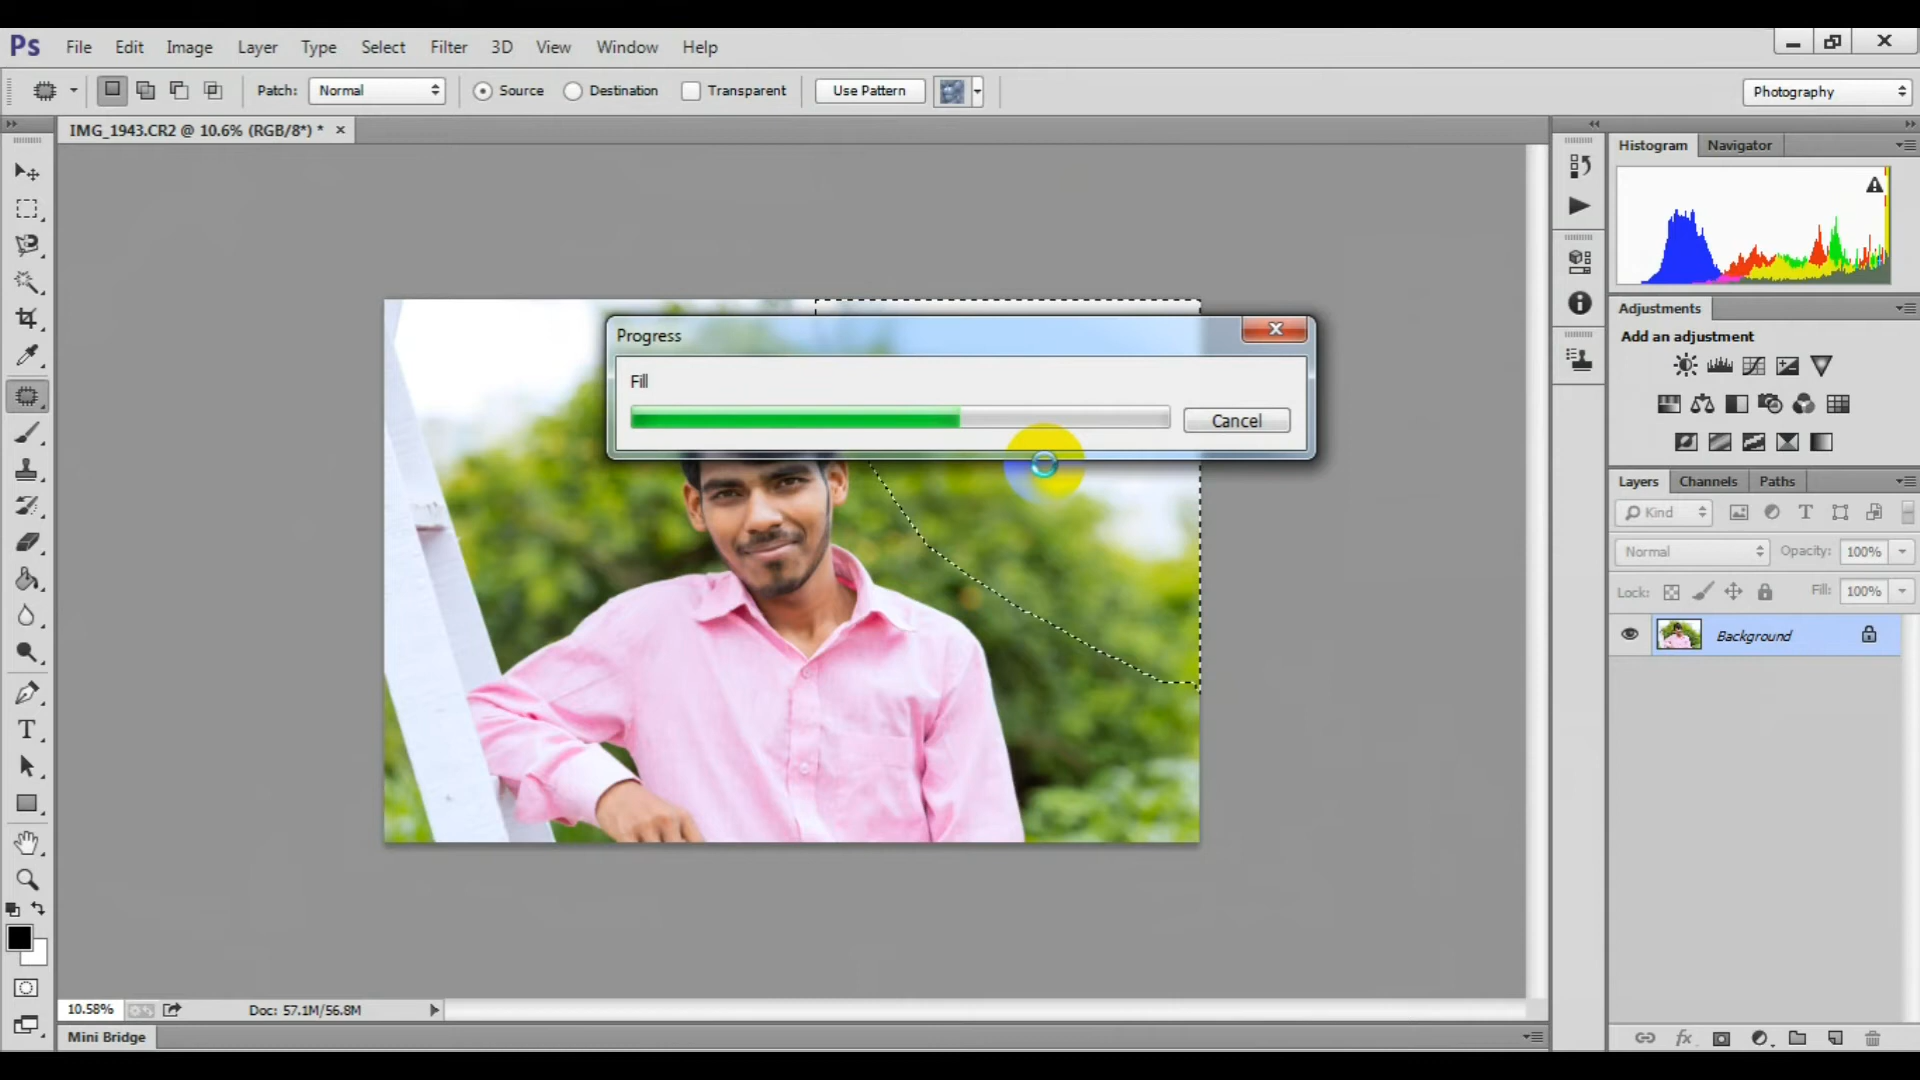 Ps File Edit Image Layer Type Select Filter 3D View Window Help
Patch: Normal Source Destination Transparent Use Pattern Photography
IMG_1943.CR2 @ 10.6% (RGB/8*) * ×
Histogram Navigator
Adjustments
Add an adjustment
Progress
Fill
Cancel
Layers Channels Paths
Kind
Normal Opacity: 100%
Lock: Fill: 100%
Background
10.58% Doc: 57.1M/56.8M
Mini Bridge